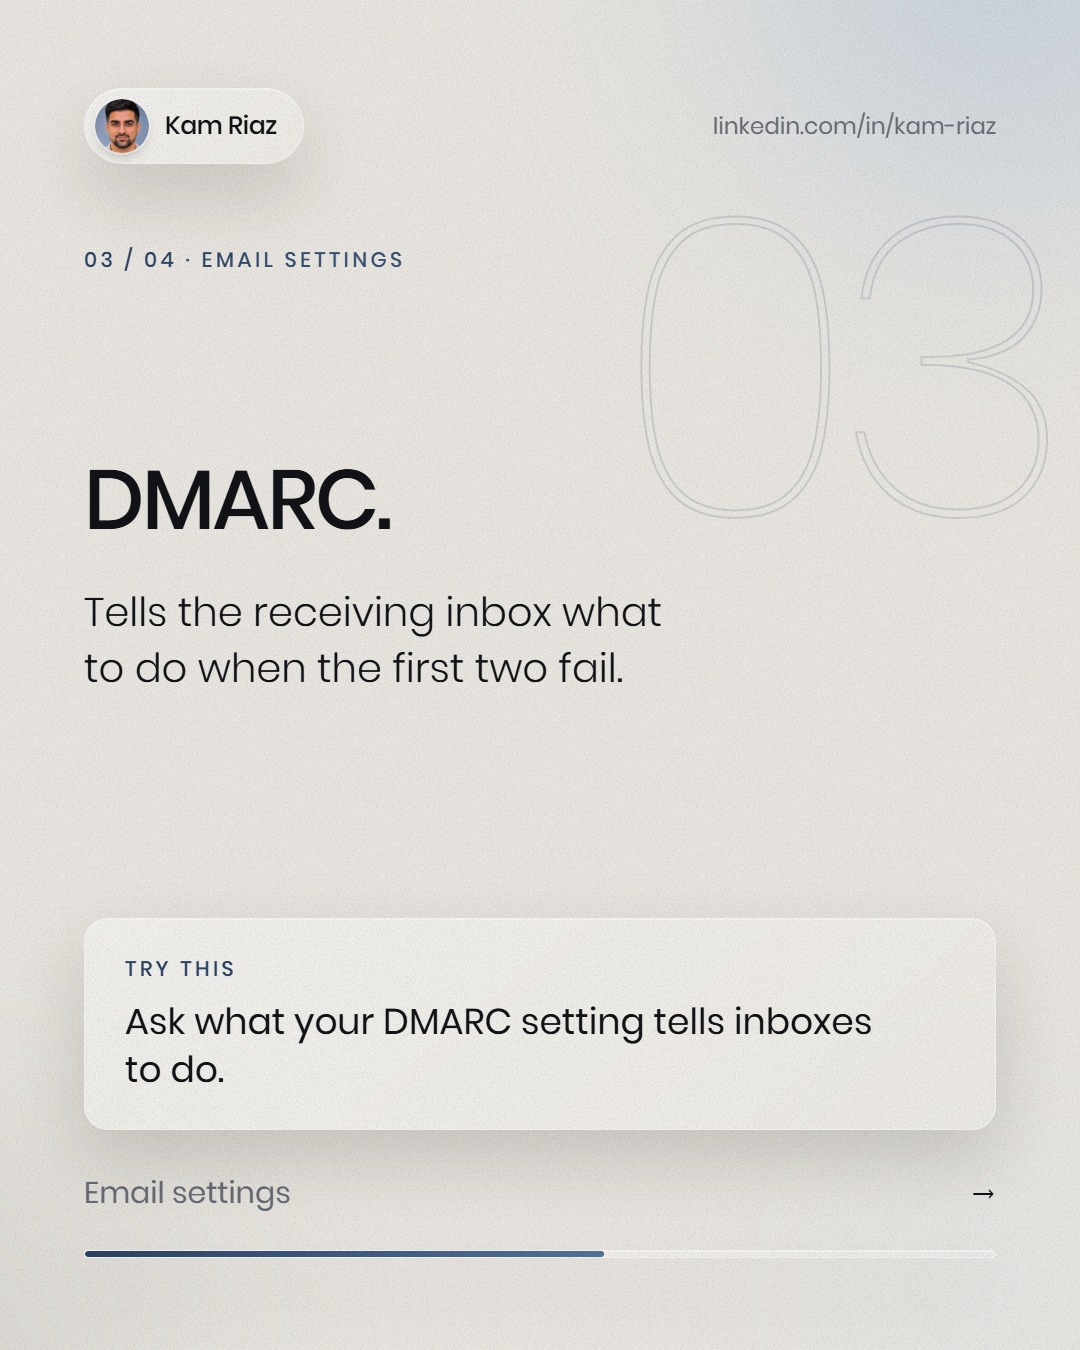 Kam Riaz
linkedin.com/in/kam-riaz
03 / 04 · EMAIL SETTINGS
03
DMARC.
Tells the receiving inbox what
to do when the first two fail.
TRY THIS
Ask what your DMARC setting tells inboxes
to do.
Email settings
→